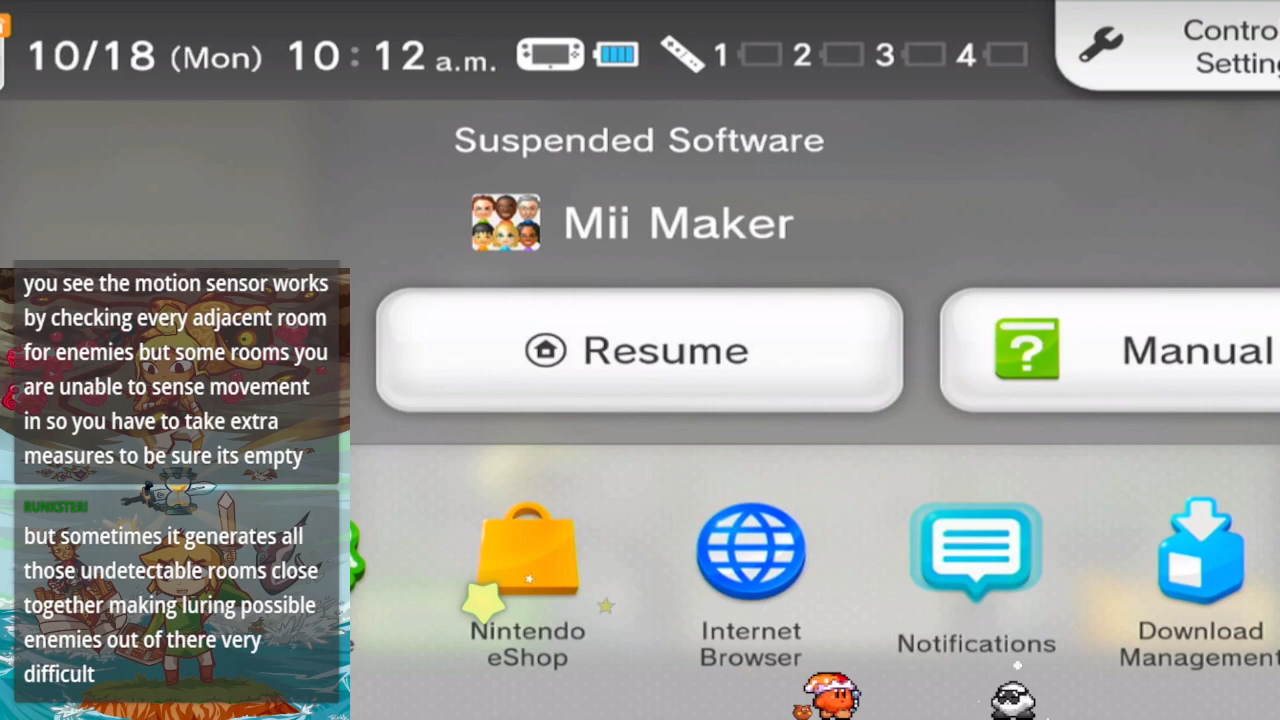 10/18 (Mon) 10:12 a.m. 1 2 3 4
Contro
Setting
Suspended Software
Mii Maker
Resume
Manual
you see the motion sensor works
by checking every adjacent room
for enemies but some rooms you
are unable to sense movement
in so you have to take extra
measures to be sure its empty
RUNKSTERI
but sometimes it generates all
those undetectable rooms close
together making luring possible
enemies out of there very
difficult
e
Nintendo
eShop
Internet
Browser
Notifications
Download
Management